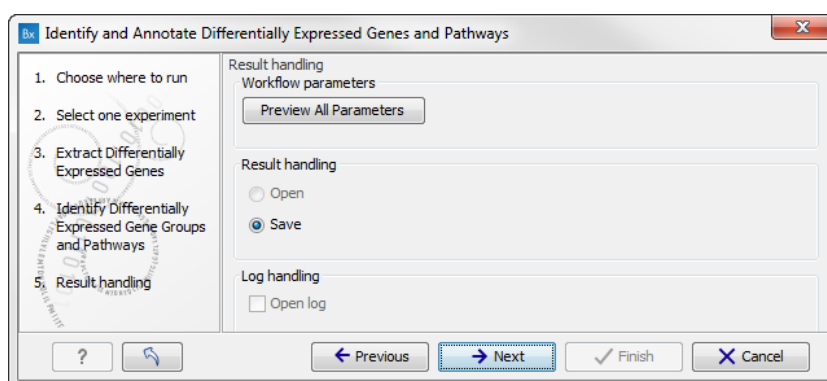 Bx Identify and Annotate Differentially Expressed Genes and Pathways
1. Choose where to run
2. Select one experiment
3. Extract Differentially
Expressed Genes
4. Identify Differentially
Expressed Gene Groups
and Pathways
5. Result handling
Result handling
Workflow parameters
Preview All Parameters
Result handling
Open
Save
Log handling
Open log
? Previous Next Finish Cancel